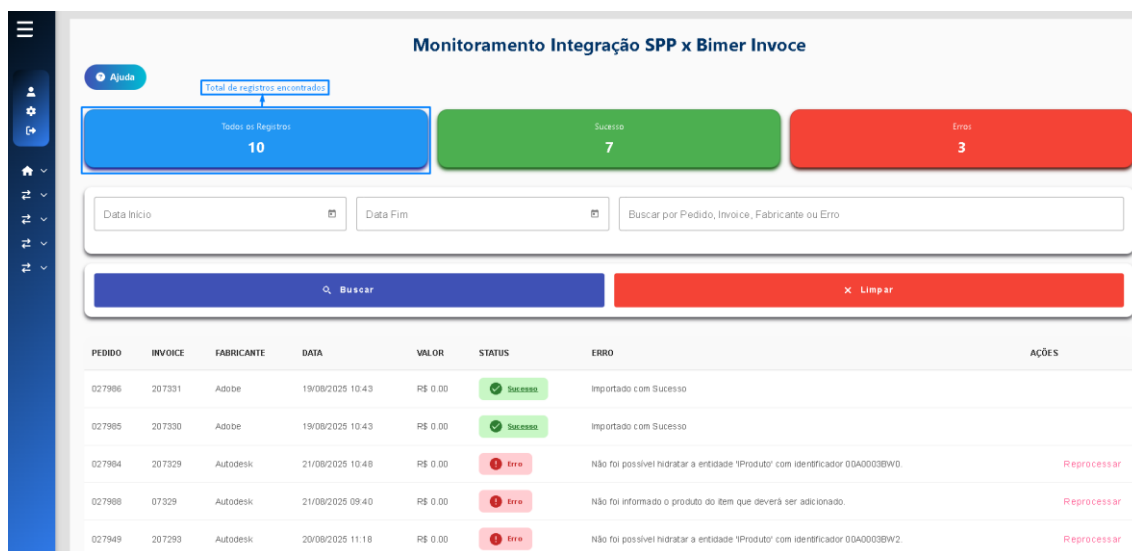 Monitoramento Integração SPP x Bimer Invoce
Ajuda
Total de registros encontrados
Todos os Registros
10
Sucesso
7
Erros
3
Data Início
Data Fim
Buscar por Pedido, Invoice, Fabricante ou Erro
Buscar
Limpar
PEDIDO INVOICE FABRICANTE DATA VALOR STATUS ERRO AÇÕES
027986 207331 Adobe 19/08/2025 10:43 R$ 0.00 Sucesso Importado com Sucesso
027985 207330 Adobe 19/08/2025 10:43 R$ 0.00 Sucesso Importado com Sucesso
027984 207329 Autodesk 21/08/2025 10:48 R$ 0.00 Erro Não foi possível hidratar a entidade 'IProduto' com identificador 00A0003BW0. Reprocessar
027988 07329 Autodesk 21/08/2025 09:40 R$ 0.00 Erro Não foi informado o produto do item que deverá ser adicionado. Reprocessar
027949 207293 Autodesk 20/08/2025 11:18 R$ 0.00 Erro Não foi possível hidratar a entidade 'IProduto' com identificador 00A0003BW2. Reprocessar